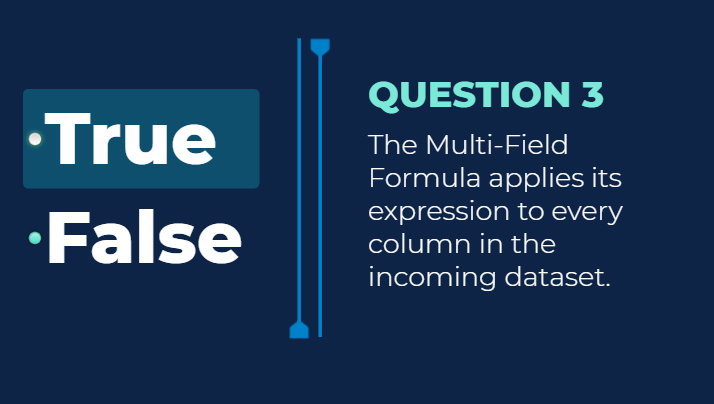 True
False
QUESTION 3
The Multi-Field
Formula applies its
expression to every
column in the
incoming dataset.